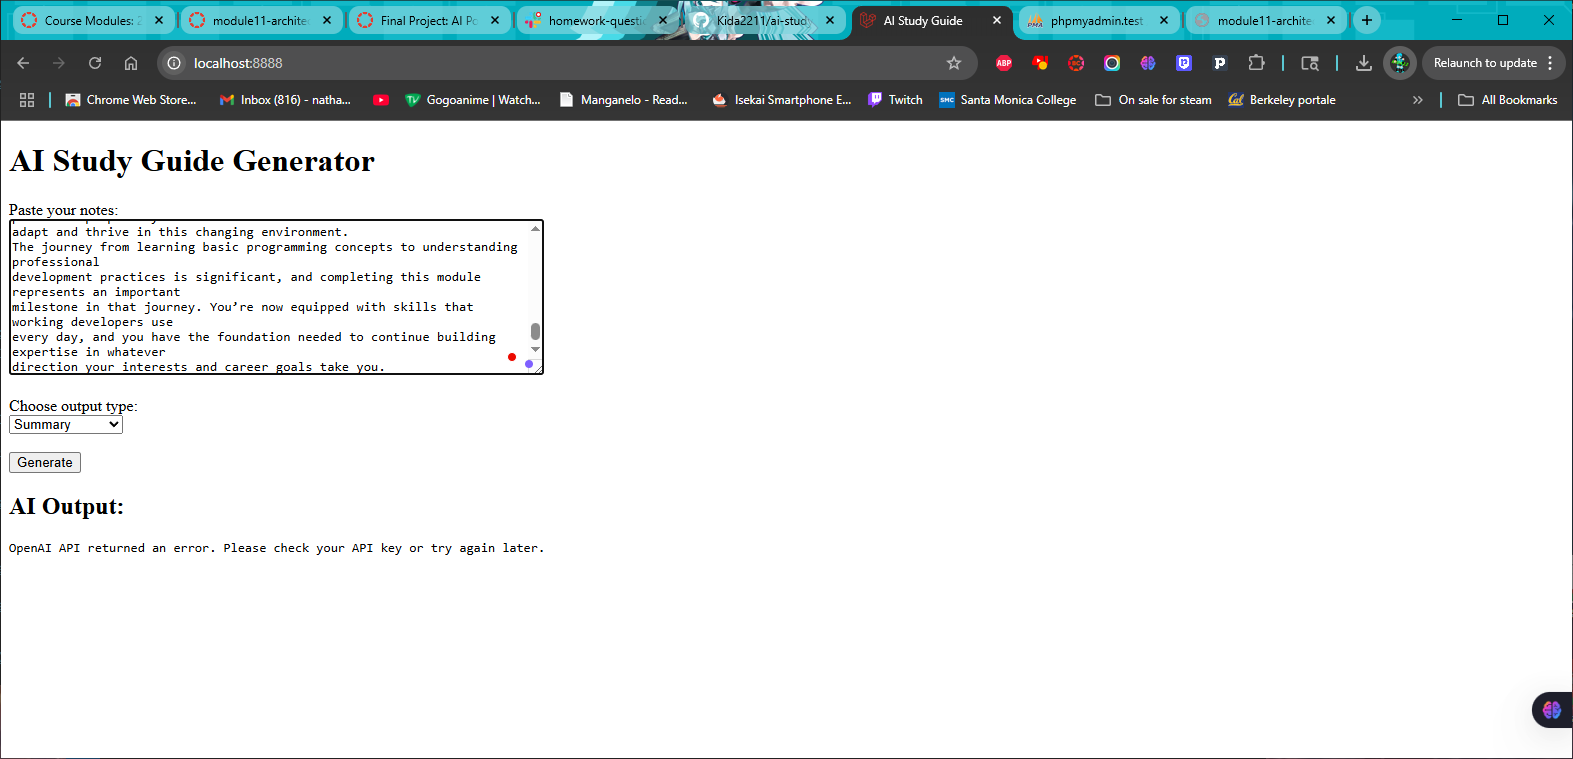 Course Modules: 2
module11-archite
Final Project: AI Po
homework-questio
Kida2211/ai-study
AI Study Guide
phpmyadmin.test
module11-archite
localhost:8888
ABP
Relaunch to update
Chrome Web Store...
Inbox (816) - natha...
Gogoanime | Watch...
Manganelo - Read...
Isekai Smartphone E...
Twitch
SMC
Santa Monica College
On sale for steam
Cal
Berkeley portale
All Bookmarks
AI Study Guide Generator
Paste your notes:
adapt and thrive in this changing environment.
The journey from learning basic programming concepts to understanding
professional
development practices is significant, and completing this module
represents an important
milestone in that journey. You’re now equipped with skills that
working developers use
every day, and you have the foundation needed to continue building
expertise in whatever
direction your interests and career goals take you.
Choose output type:
Summary
Generate
AI Output:
OpenAI API returned an error. Please check your API key or try again later.